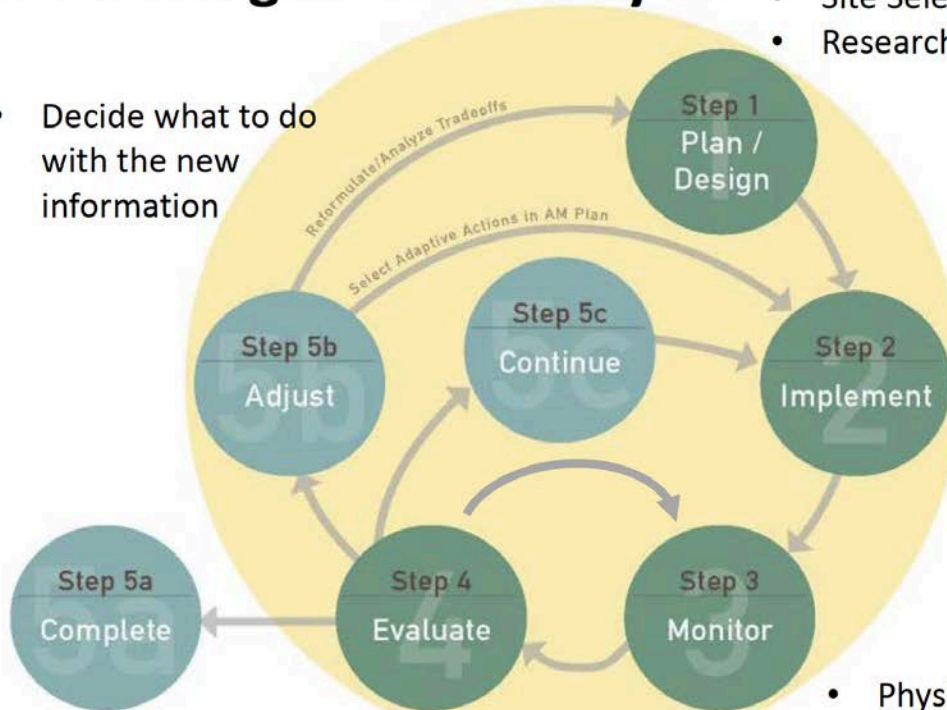 Research
• Decide what to do
with the new
information
Reformulate/Analyze Tradeoffs
Select Adaptive Actions in AM Plan
Step 1
Plan /
Design
Step 5c
Continue
Step 5b
Adjust
Step 2
Implement
Step 5a
Complete
Step 4
Evaluate
Step 3
Monitor
• Phys